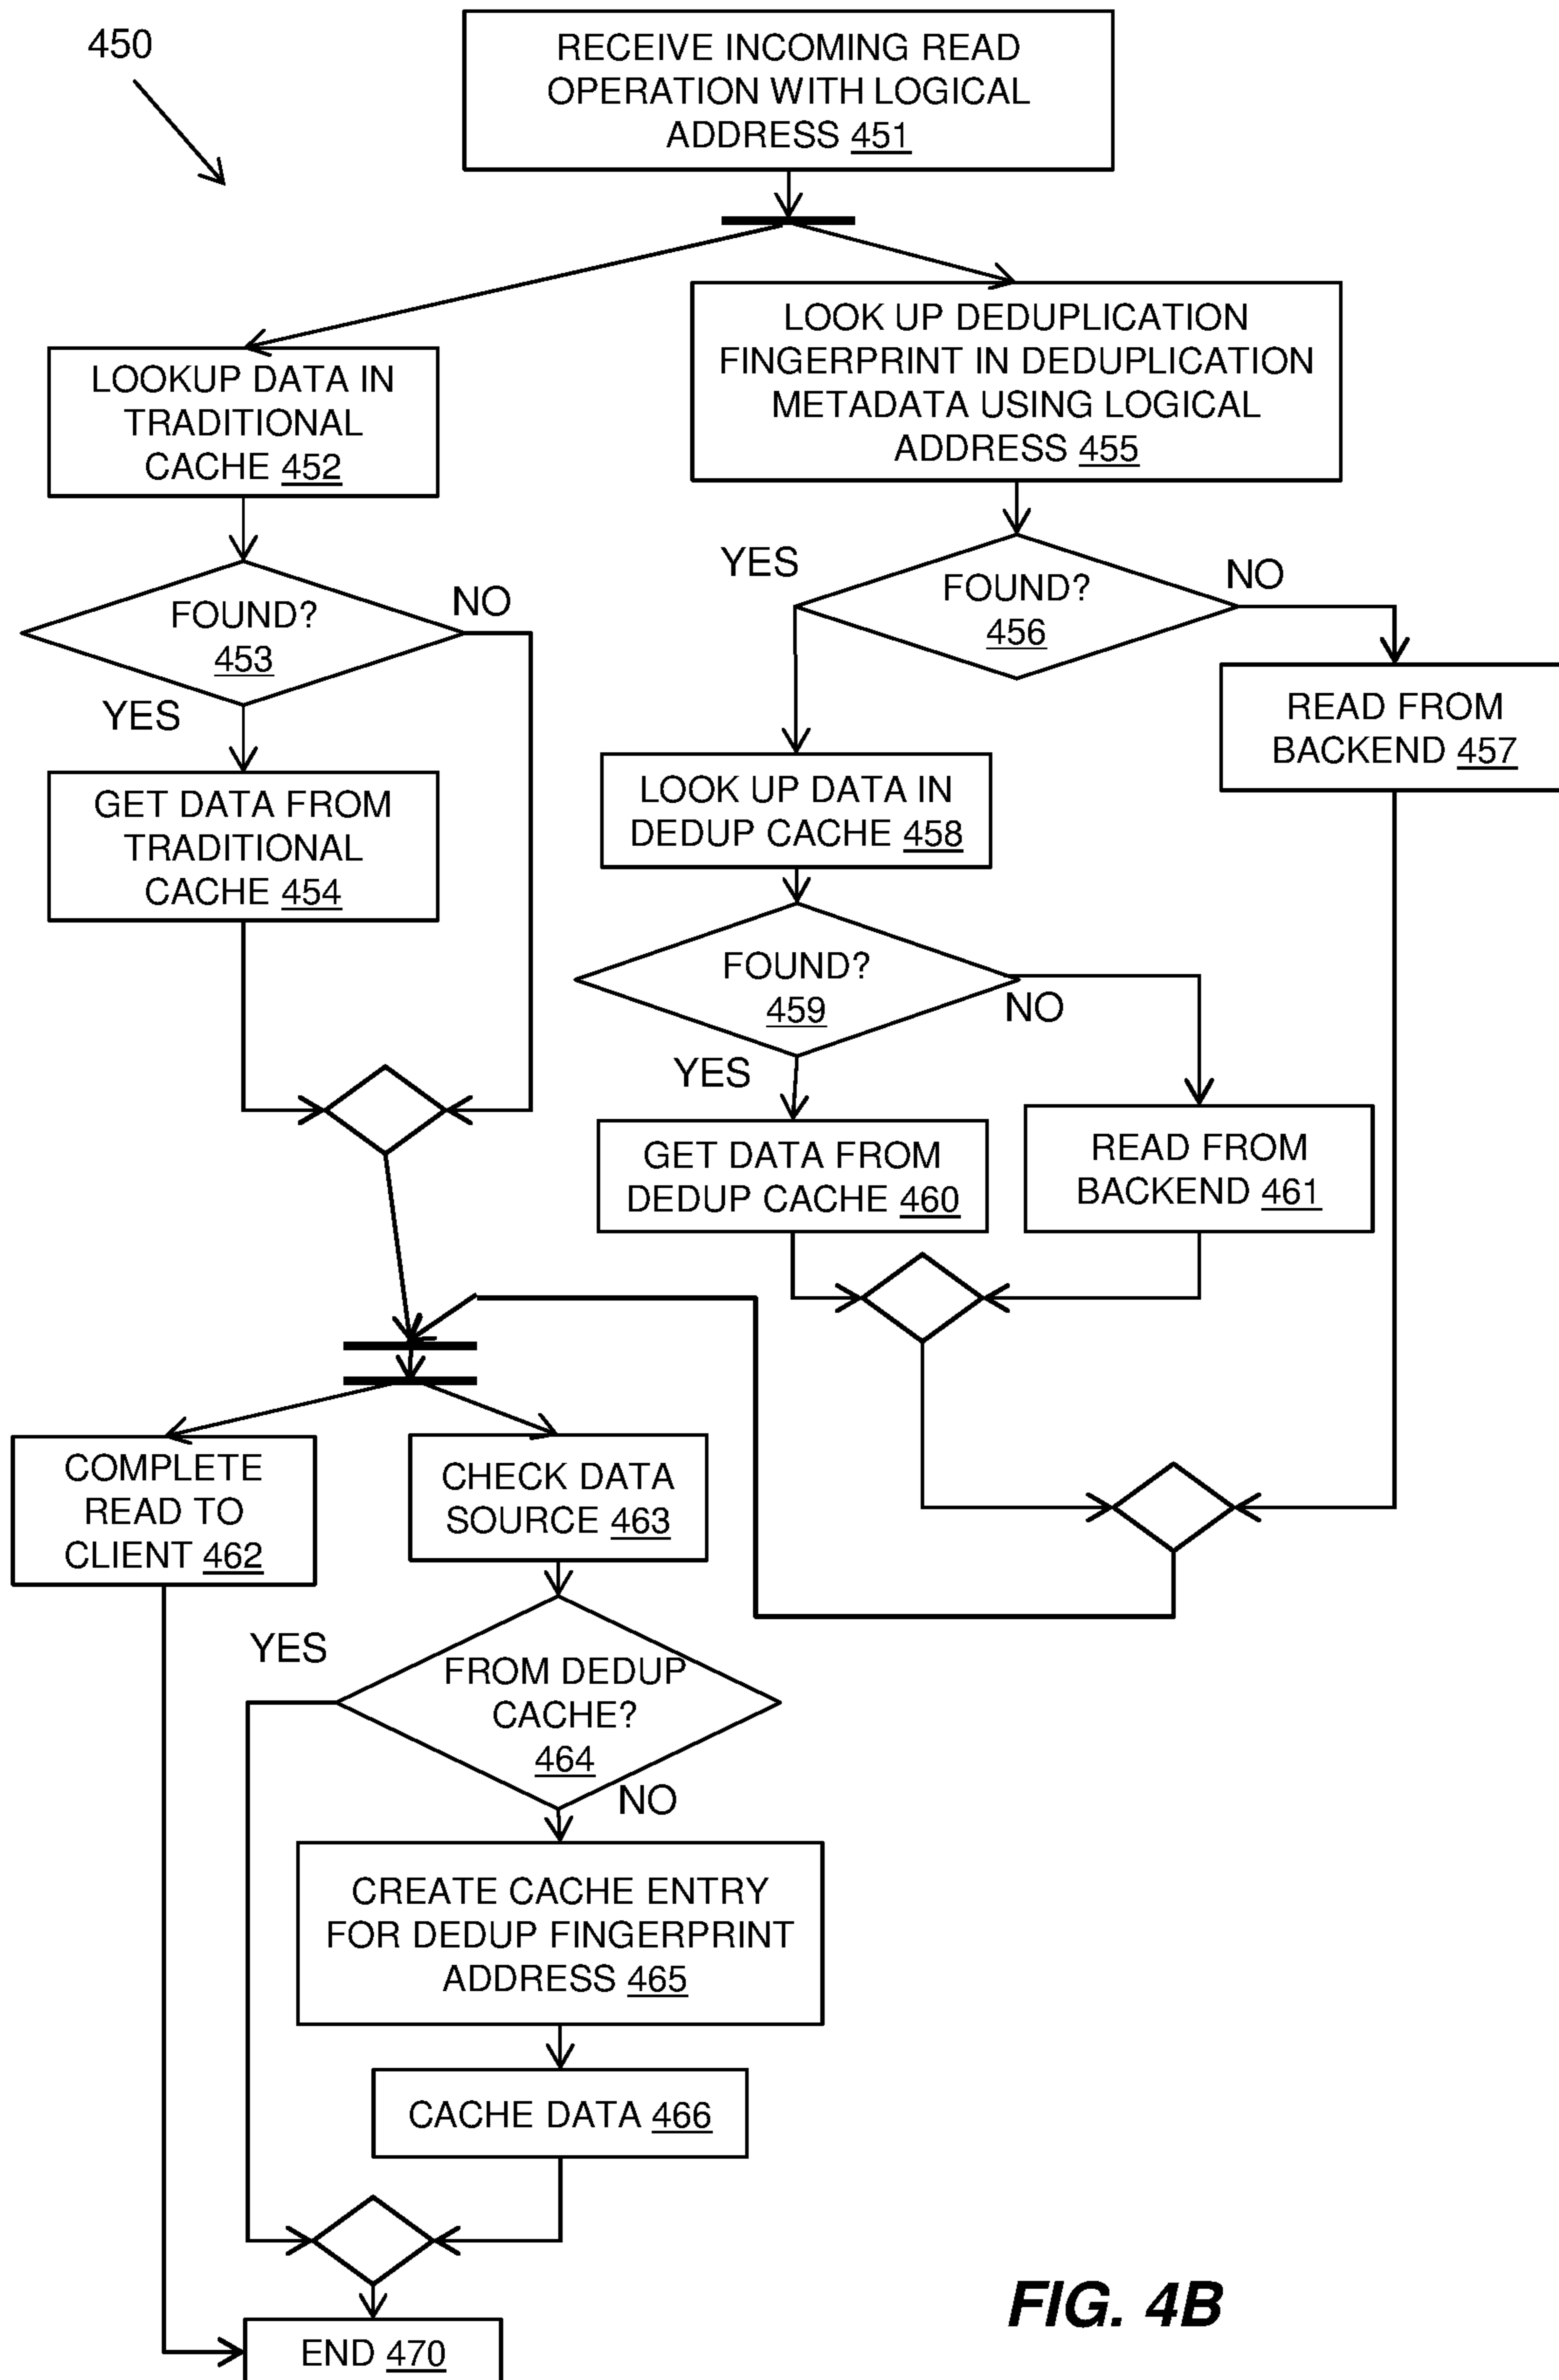 450
RECEIVE INCOMING READ
OPERATION WITH LOGICAL
ADDRESS 451
LOOKUP DATA IN
TRADITIONAL
CACHE 452
LOOK UP DEDUPLICATION
FINGERPRINT IN DEDUPLICATION
METADATA USING LOGICAL
ADDRESS 455
FOUND?
453
NO
YES
YES
FOUND?
456
NO
GET DATA FROM
TRADITIONAL
CACHE 454
READ FROM
BACKEND 457
LOOK UP DATA IN
DEDUP CACHE 458
FOUND?
459
NO
YES
GET DATA FROM
DEDUP CACHE 460
READ FROM
BACKEND 461
COMPLETE
READ TO
CLIENT 462
CHECK DATA
SOURCE 463
YES
FROM DEDUP
CACHE?
464
NO
CREATE CACHE ENTRY
FOR DEDUP FINGERPRINT
ADDRESS 465
CACHE DATA 466
END 470
FIG. 4B